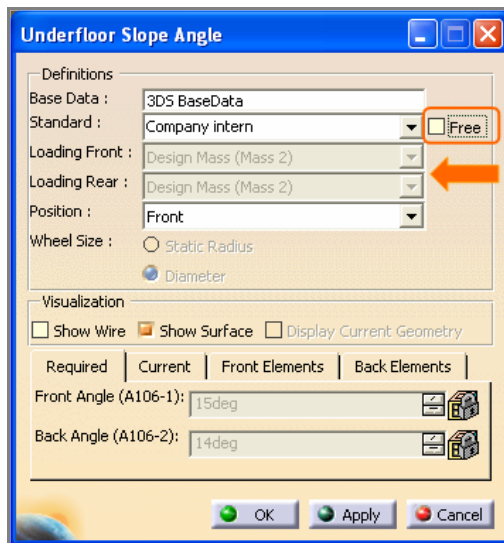 Underfloor Slope Angle
Definitions
Base Data : 3DS BaseData
Standard : Company intern Free
Loading Front : Design Mass (Mass 2)
Loading Rear : Design Mass (Mass 2)
Position : Front
Wheel Size : Static Radius
Diameter
Visualization
Show Wire Show Surface Display Current Geometry
Required Current Front Elements Back Elements
Front Angle (A106-1): 15deg
Back Angle (A106-2): 14deg
OK Apply Cancel